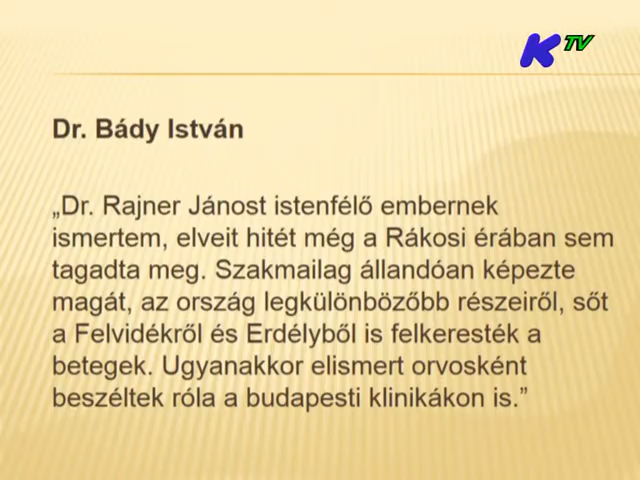 K TV
Dr. Bády István
„Dr. Rajner Jánost istenfélő embernek
ismertem, elveit hitét még a Rákosi érában sem
tagadta meg. Szakmailag állandóan képezte
magát, az ország legkülönbözőbb részeiről, sőt
a Felvidékről és Erdélyből is felkeresték a
betegek. Ugyanakkor elismert orvosként
beszéltek róla a budapesti klinikákon is.”